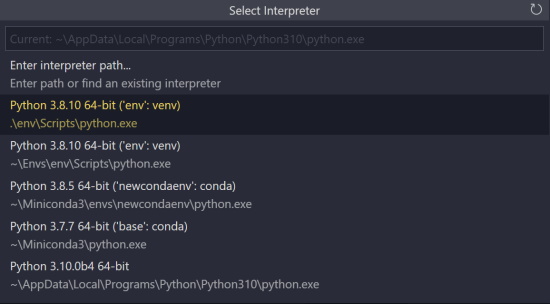 Select Interpreter
Current: ~\AppData\Local\Programs\Python\Python310\python.exe
Enter interpreter path...
Enter path or find an existing interpreter
Python 3.8.10 64-bit ('env': venv)
.\env\Scripts\python.exe
Python 3.8.10 64-bit ('env': venv)
~\Envs\env\Scripts\python.exe
Python 3.8.5 64-bit ('newcondaenv': conda)
~\Miniconda3\envs\newcondaenv\python.exe
Python 3.7.7 64-bit ('base': conda)
~\Miniconda3\python.exe
Python 3.10.0b4 64-bit
~\AppData\Local\Programs\Python\Python310\python.exe